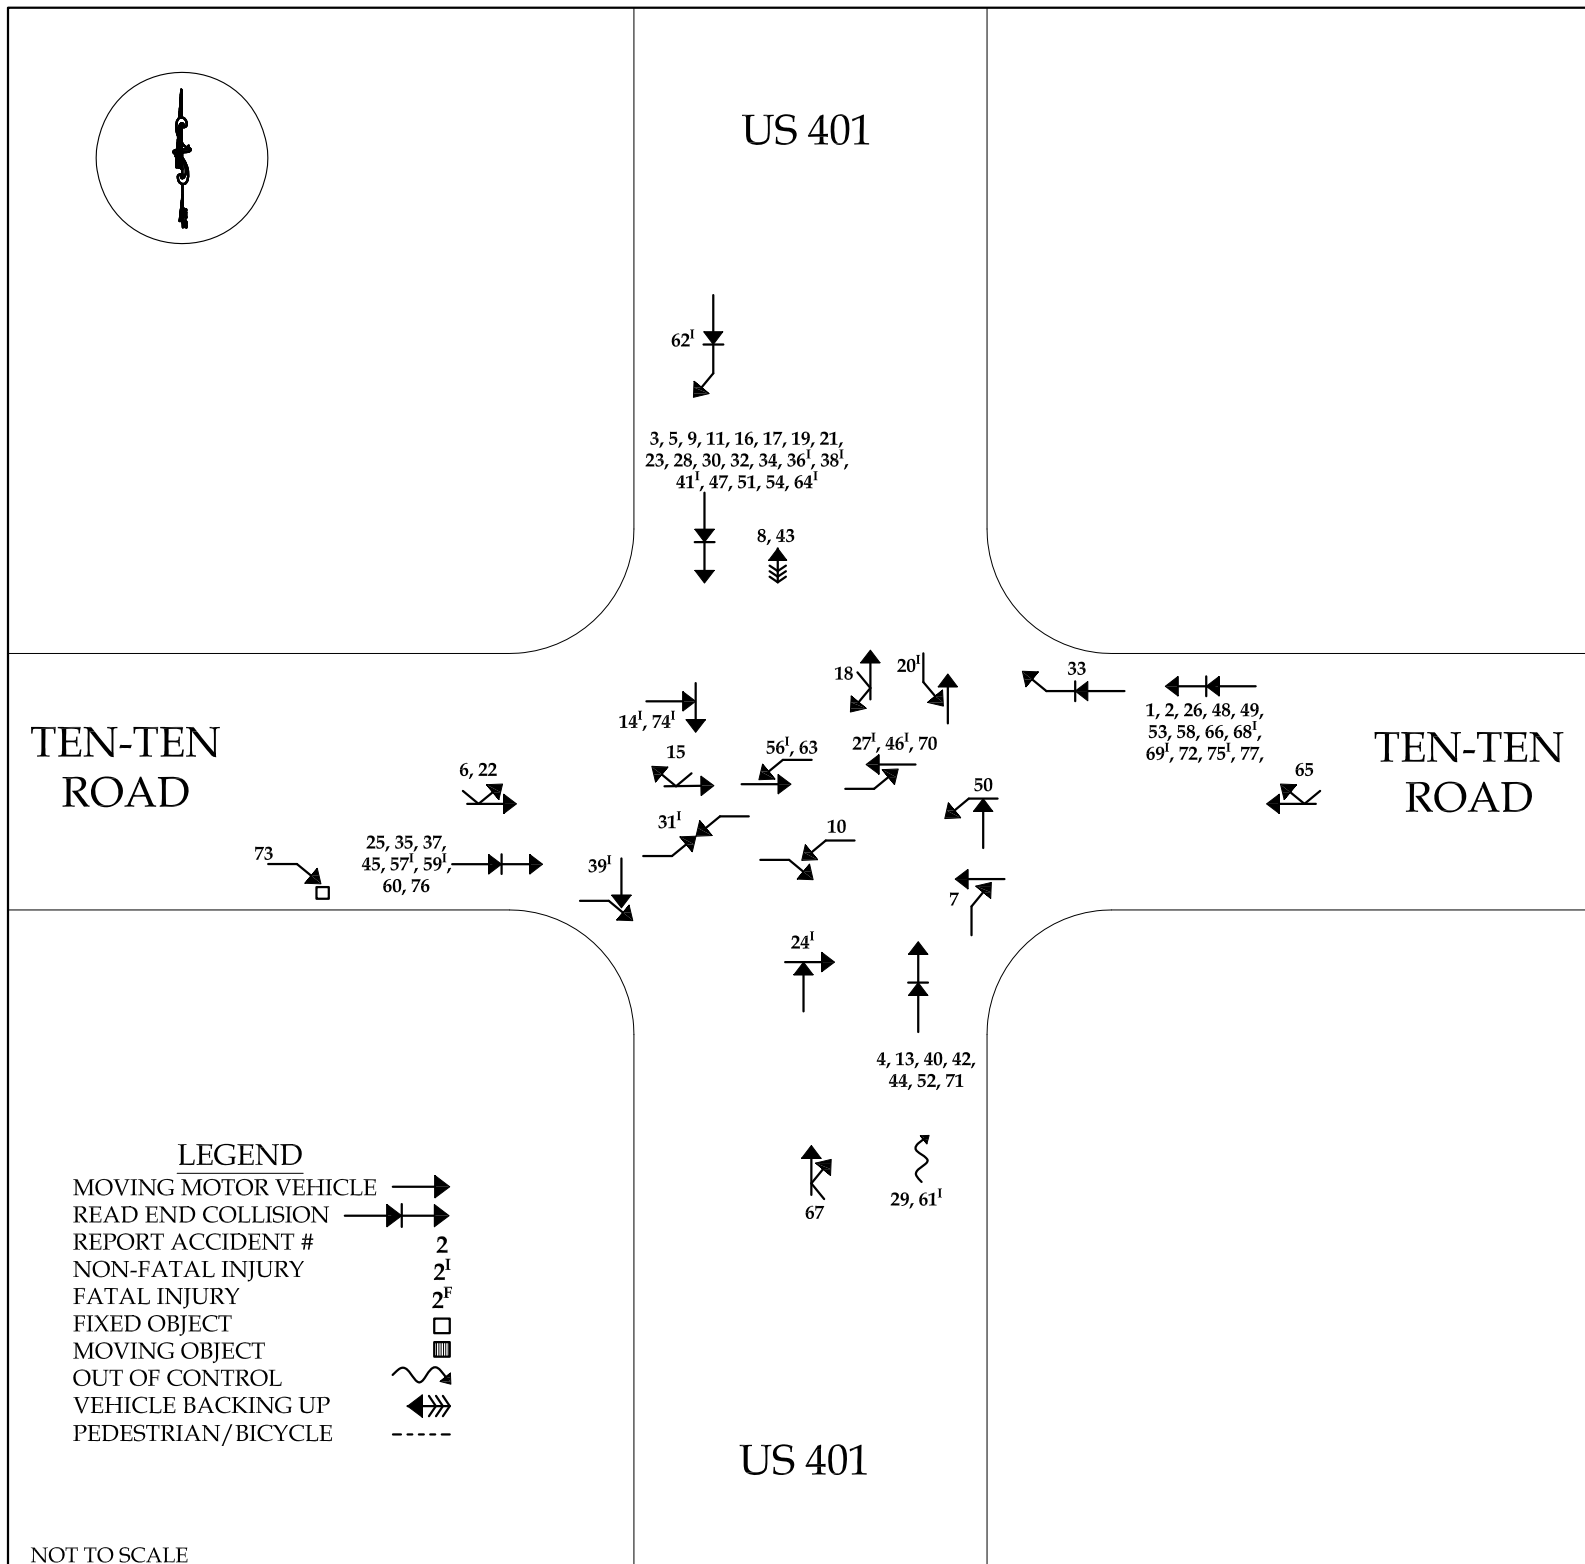 US 401
62ᴵ
3, 5, 9, 11, 16, 17, 19, 21,
23, 28, 30, 32, 34, 36ᴵ, 38ᴵ,
41ᴵ, 47, 51, 54, 64ᴵ
8, 43
18
20ᴵ
33
14ᴵ, 74ᴵ
1, 2, 26, 48, 49,
53, 58, 66, 68ᴵ,
69ᴵ, 72, 75ᴵ, 77,
TEN-TEN
ROAD
6, 22
15
56ᴵ, 63
27ᴵ, 46ᴵ, 70
50
65
TEN-TEN
ROAD
31ᴵ
10
73
25, 35, 37,
45, 57ᴵ, 59ᴵ,
60, 76
39ᴵ
7
24ᴵ
4, 13, 40, 42,
44, 52, 71
67
29, 61ᴵ
LEGEND
MOVING MOTOR VEHICLE
READ END COLLISION
REPORT ACCIDENT # 2
NON-FATAL INJURY 2ᴵ
FATAL INJURY 2ᶠ
FIXED OBJECT
MOVING OBJECT
OUT OF CONTROL
VEHICLE BACKING UP
PEDESTRIAN/BICYCLE
US 401
NOT TO SCALE